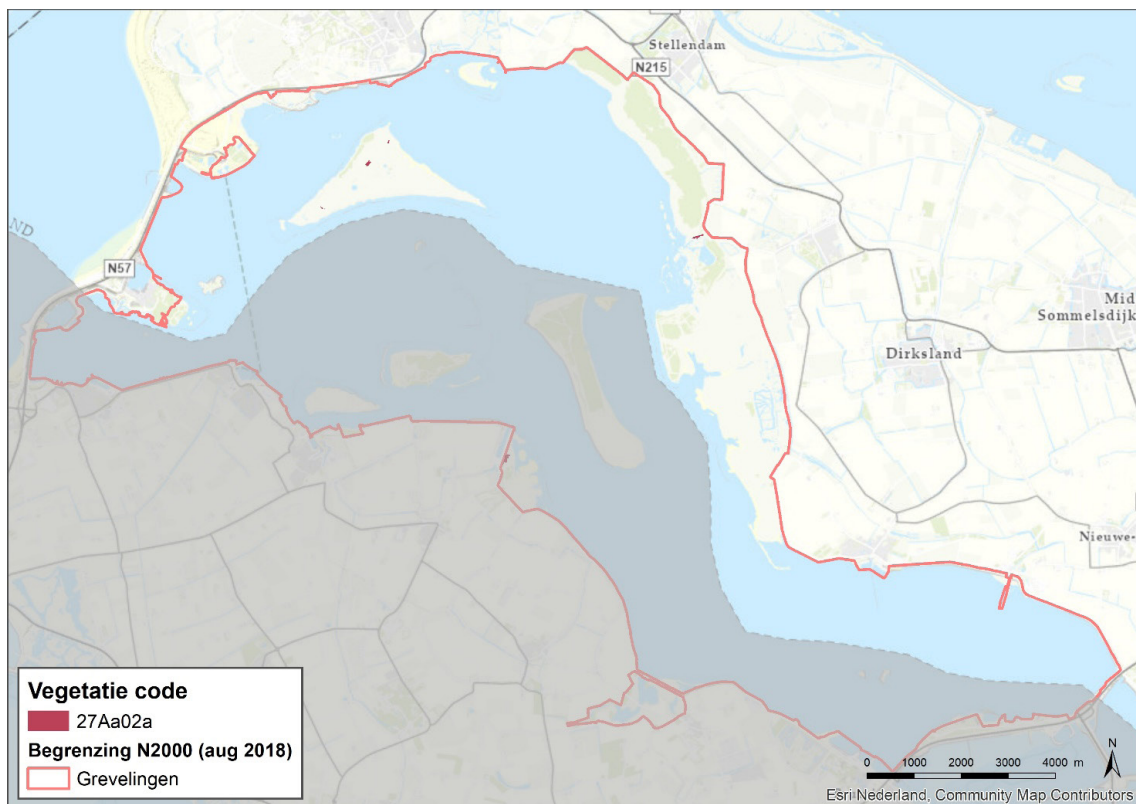 Stellendam
N215
ND
N57
Mid
Sommelsdijk
Dirksland
Nieuwe-
Vegetatie code
27Aa02a
Begrenzing N2000 (aug 2018)
Grevelingen
N
0 1000 2000 3000 4000 m
Esri Nederland, Community Map Contributors